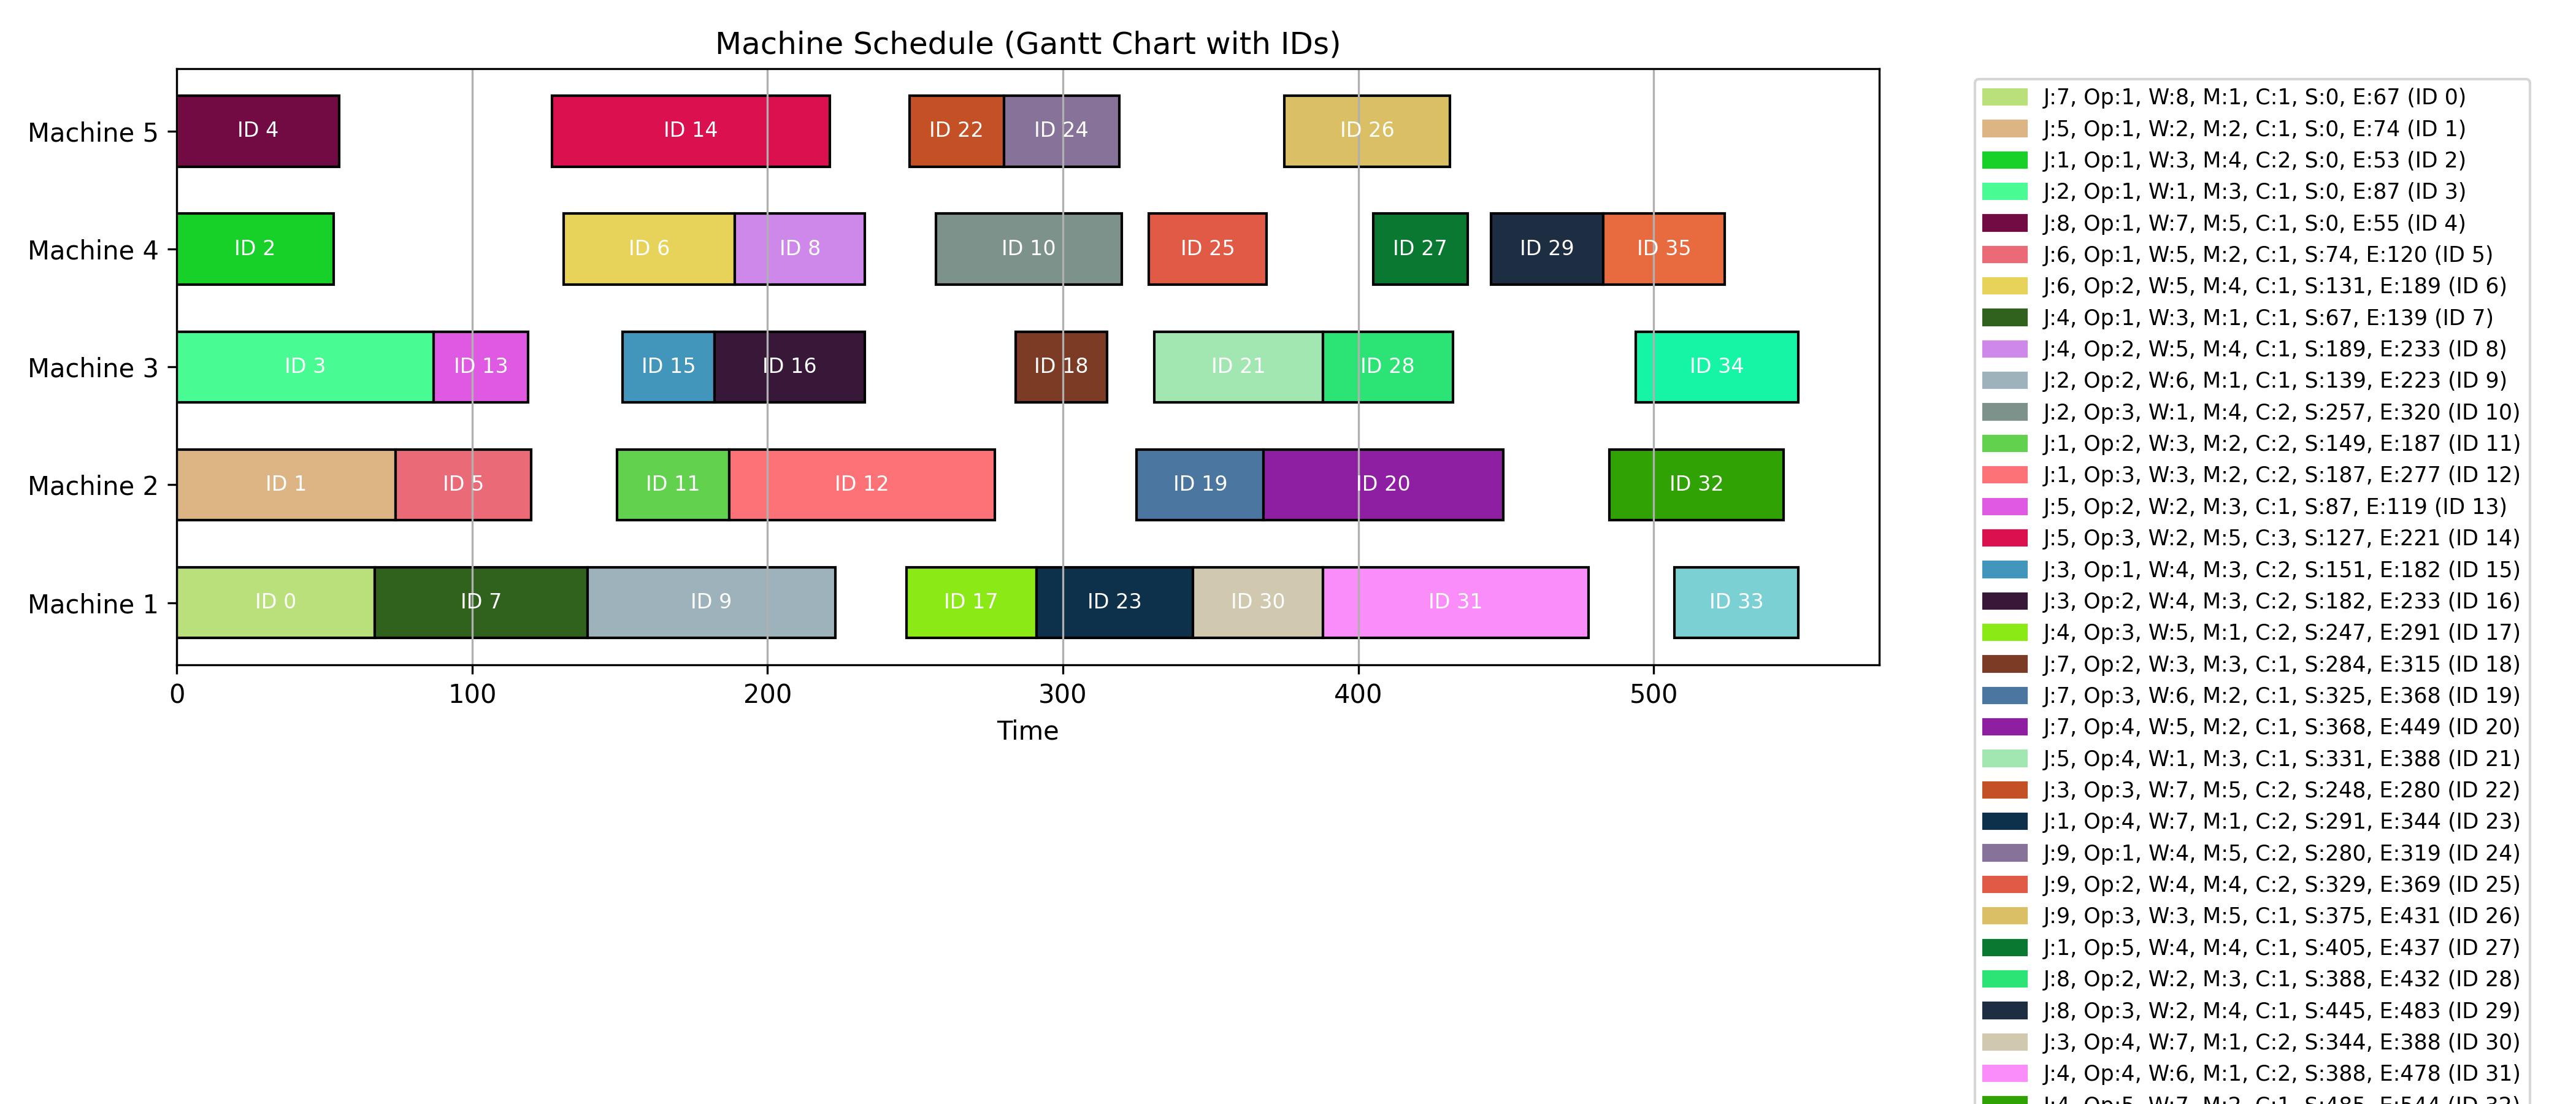 Machine Schedule (Gantt Chart with IDs)
Machine 5
ID 4
ID 14
ID 22
ID 24
ID 26
Machine 4
ID 2
ID 6
ID 8
ID 10
ID 25
ID 27
ID 29
ID 35
Machine 3
ID 3
ID 13
ID 15
ID 16
ID 18
ID 21
ID 28
ID 34
Machine 2
ID 1
ID 5
ID 11
ID 12
ID 19
ID 20
ID 32
Machine 1
ID 0
ID 7
ID 9
ID 17
ID 23
ID 30
ID 31
ID 33
0
100
200
300
400
500
Time
J:7, Op:1, W:8, M:1, C:1, S:0, E:67 (ID 0)
J:5, Op:1, W:2, M:2, C:1, S:0, E:74 (ID 1)
J:1, Op:1, W:3, M:4, C:2, S:0, E:53 (ID 2)
J:2, Op:1, W:1, M:3, C:1, S:0, E:87 (ID 3)
J:8, Op:1, W:7, M:5, C:1, S:0, E:55 (ID 4)
J:6, Op:1, W:5, M:2, C:1, S:74, E:120 (ID 5)
J:6, Op:2, W:5, M:4, C:1, S:131, E:189 (ID 6)
J:4, Op:1, W:3, M:1, C:1, S:67, E:139 (ID 7)
J:4, Op:2, W:5, M:4, C:1, S:189, E:233 (ID 8)
J:2, Op:2, W:6, M:1, C:1, S:139, E:223 (ID 9)
J:2, Op:3, W:1, M:4, C:2, S:257, E:320 (ID 10)
J:1, Op:2, W:3, M:2, C:2, S:149, E:187 (ID 11)
J:1, Op:3, W:3, M:2, C:2, S:187, E:277 (ID 12)
J:5, Op:2, W:2, M:3, C:1, S:87, E:119 (ID 13)
J:5, Op:3, W:2, M:5, C:3, S:127, E:221 (ID 14)
J:3, Op:1, W:4, M:3, C:2, S:151, E:182 (ID 15)
J:3, Op:2, W:4, M:3, C:2, S:182, E:233 (ID 16)
J:4, Op:3, W:5, M:1, C:2, S:247, E:291 (ID 17)
J:7, Op:2, W:3, M:3, C:1, S:284, E:315 (ID 18)
J:7, Op:3, W:6, M:2, C:1, S:325, E:368 (ID 19)
J:7, Op:4, W:5, M:2, C:1, S:368, E:449 (ID 20)
J:5, Op:4, W:1, M:3, C:1, S:331, E:388 (ID 21)
J:3, Op:3, W:7, M:5, C:2, S:248, E:280 (ID 22)
J:1, Op:4, W:7, M:1, C:2, S:291, E:344 (ID 23)
J:9, Op:1, W:4, M:5, C:2, S:280, E:319 (ID 24)
J:9, Op:2, W:4, M:4, C:2, S:329, E:369 (ID 25)
J:9, Op:3, W:3, M:5, C:1, S:375, E:431 (ID 26)
J:1, Op:5, W:4, M:4, C:1, S:405, E:437 (ID 27)
J:8, Op:2, W:2, M:3, C:1, S:388, E:432 (ID 28)
J:8, Op:3, W:2, M:4, C:1, S:445, E:483 (ID 29)
J:3, Op:4, W:7, M:1, C:2, S:344, E:388 (ID 30)
J:4, Op:4, W:6, M:1, C:2, S:388, E:478 (ID 31)